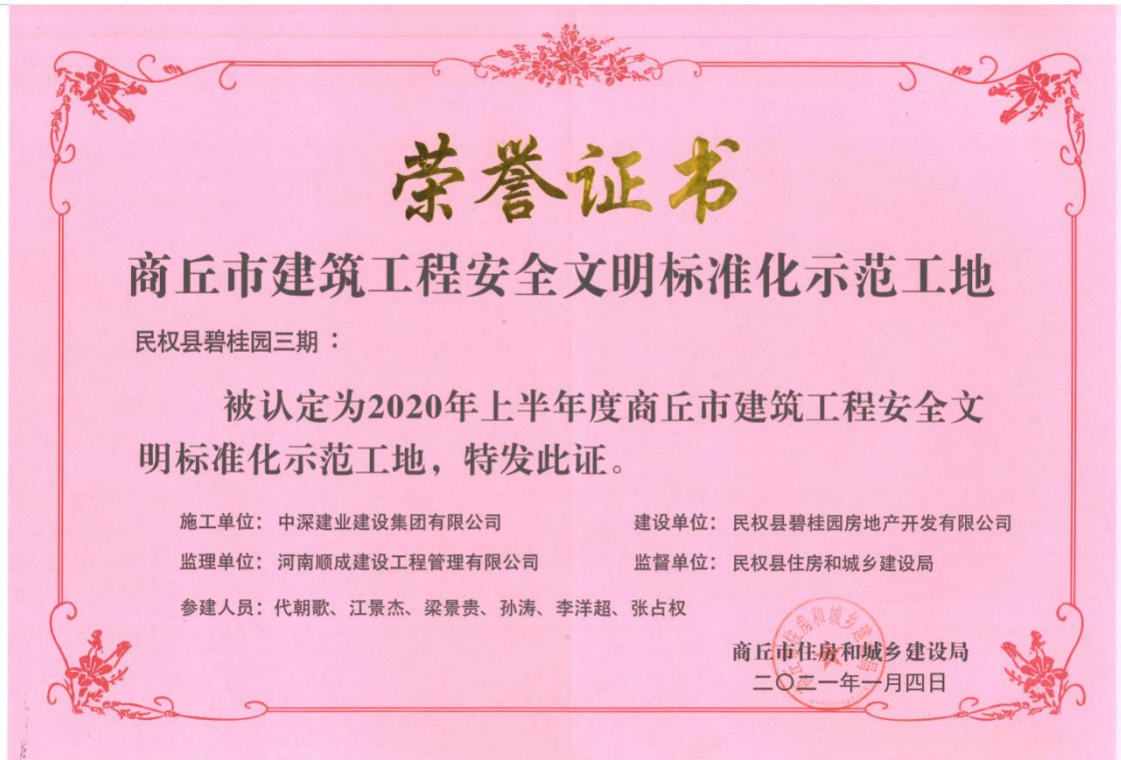 荣誉证书
商丘市建筑工程安全文明标准化示范工地
民权县碧桂园三期：
被认定为2020年上半年度商丘市建筑工程安全文
明标准化示范工地，特发此证。
施工单位：中深建业建设集团有限公司 建设单位：民权县碧桂园房地产开发有限公司
监理单位：河南顺成建设工程管理有限公司 监督单位：民权县住房和城乡建设局
参建人员：代朝歌、江景杰、梁景贵、孙涛、李洋超、张占权
商丘市住房和城乡建设局
二〇二一年一月四日